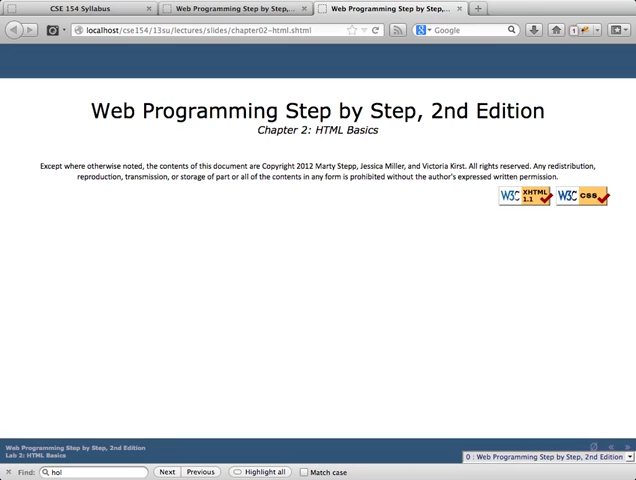 CSE 154 Syllabus
Web Programming Step by Step,...
Web Programming Step by Step,...
localhost/cse154/13su/lectures/slides/chapter02-html.shtml
Google
Web Programming Step by Step, 2nd Edition
Chapter 2: HTML Basics
Except where otherwise noted, the contents of this document are Copyright 2012 Marty Stepp, Jessica Miller, and Victoria Kirst. All rights reserved. Any redistribution,
reproduction, transmission, or storage of part or all of the contents in any form is prohibited without the author's expressed written permission.
W3C XHTML 1.1
W3C CSS
Web Programming Step by Step, 2nd Edition
Lab 2: HTML Basics
0 : Web Programming Step by Step, 2nd Edition
Find: hol Next Previous Highlight all Match case